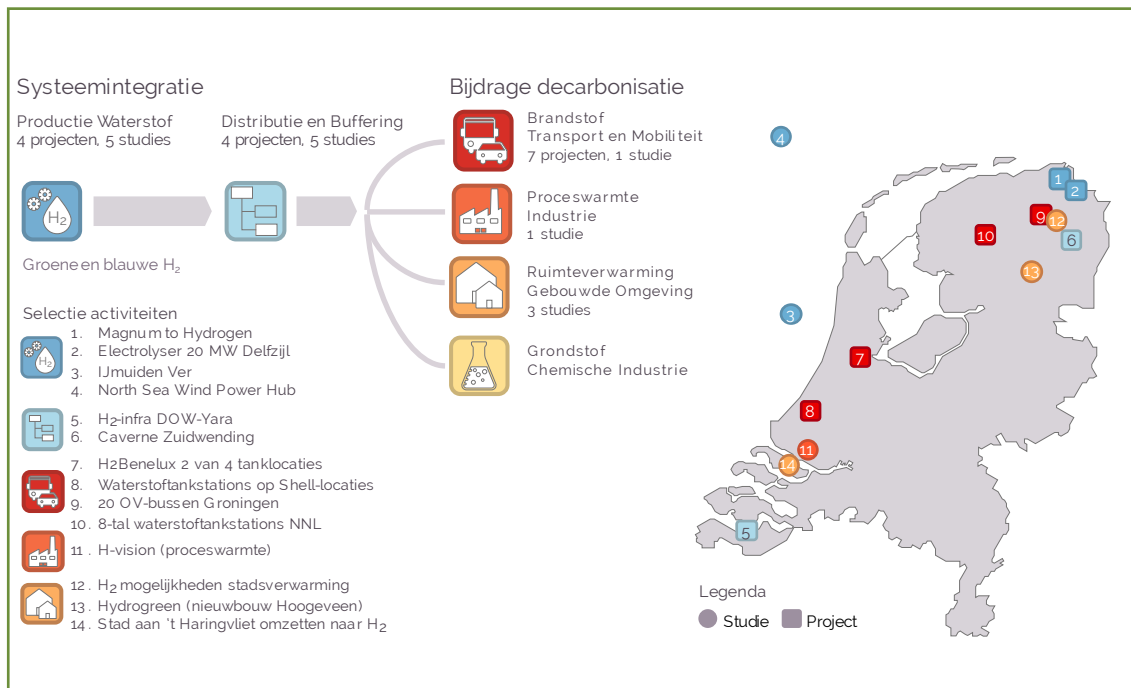 Systeemintegratie
Productie Waterstof
4 projecten, 5 studies
Distributie en Buffering
4 projecten, 5 studies
H₂
Groene en blauwe H₂
Bijdrage decarbonisatie
Brandstof
Transport en Mobiliteit
7 projecten, 1 studie
Proceswarmte
Industrie
1 studie
Ruimteverwarming
Gebouwde Omgeving
3 studies
Grondstof
Chemische Industrie
Selectie activiteiten
H₂
1. Magnum to Hydrogen
2. Electrolyser 20 MW Delfzijl
3. IJmuiden Ver
4. North Sea Wind Power Hub
5. H₂-infra DOW-Yara
6. Caverne Zuidwending
7. H2Benelux 2 van 4 tanklocaties
8. Waterstoftankstations op Shell-locaties
9. 20 OV-bussen Groningen
10. 8-tal waterstoftankstations NNL
11. H-vision (proceswarmte)
12. H₂ mogelijkheden stadsverwarming
13. Hydrogreen (nieuwbouw Hoogeveen)
14. Stad aan 't Haringvliet omzetten naar H₂
4
1
2
9
12
10
6
13
3
7
8
11
14
5
Legenda
Studie
Project